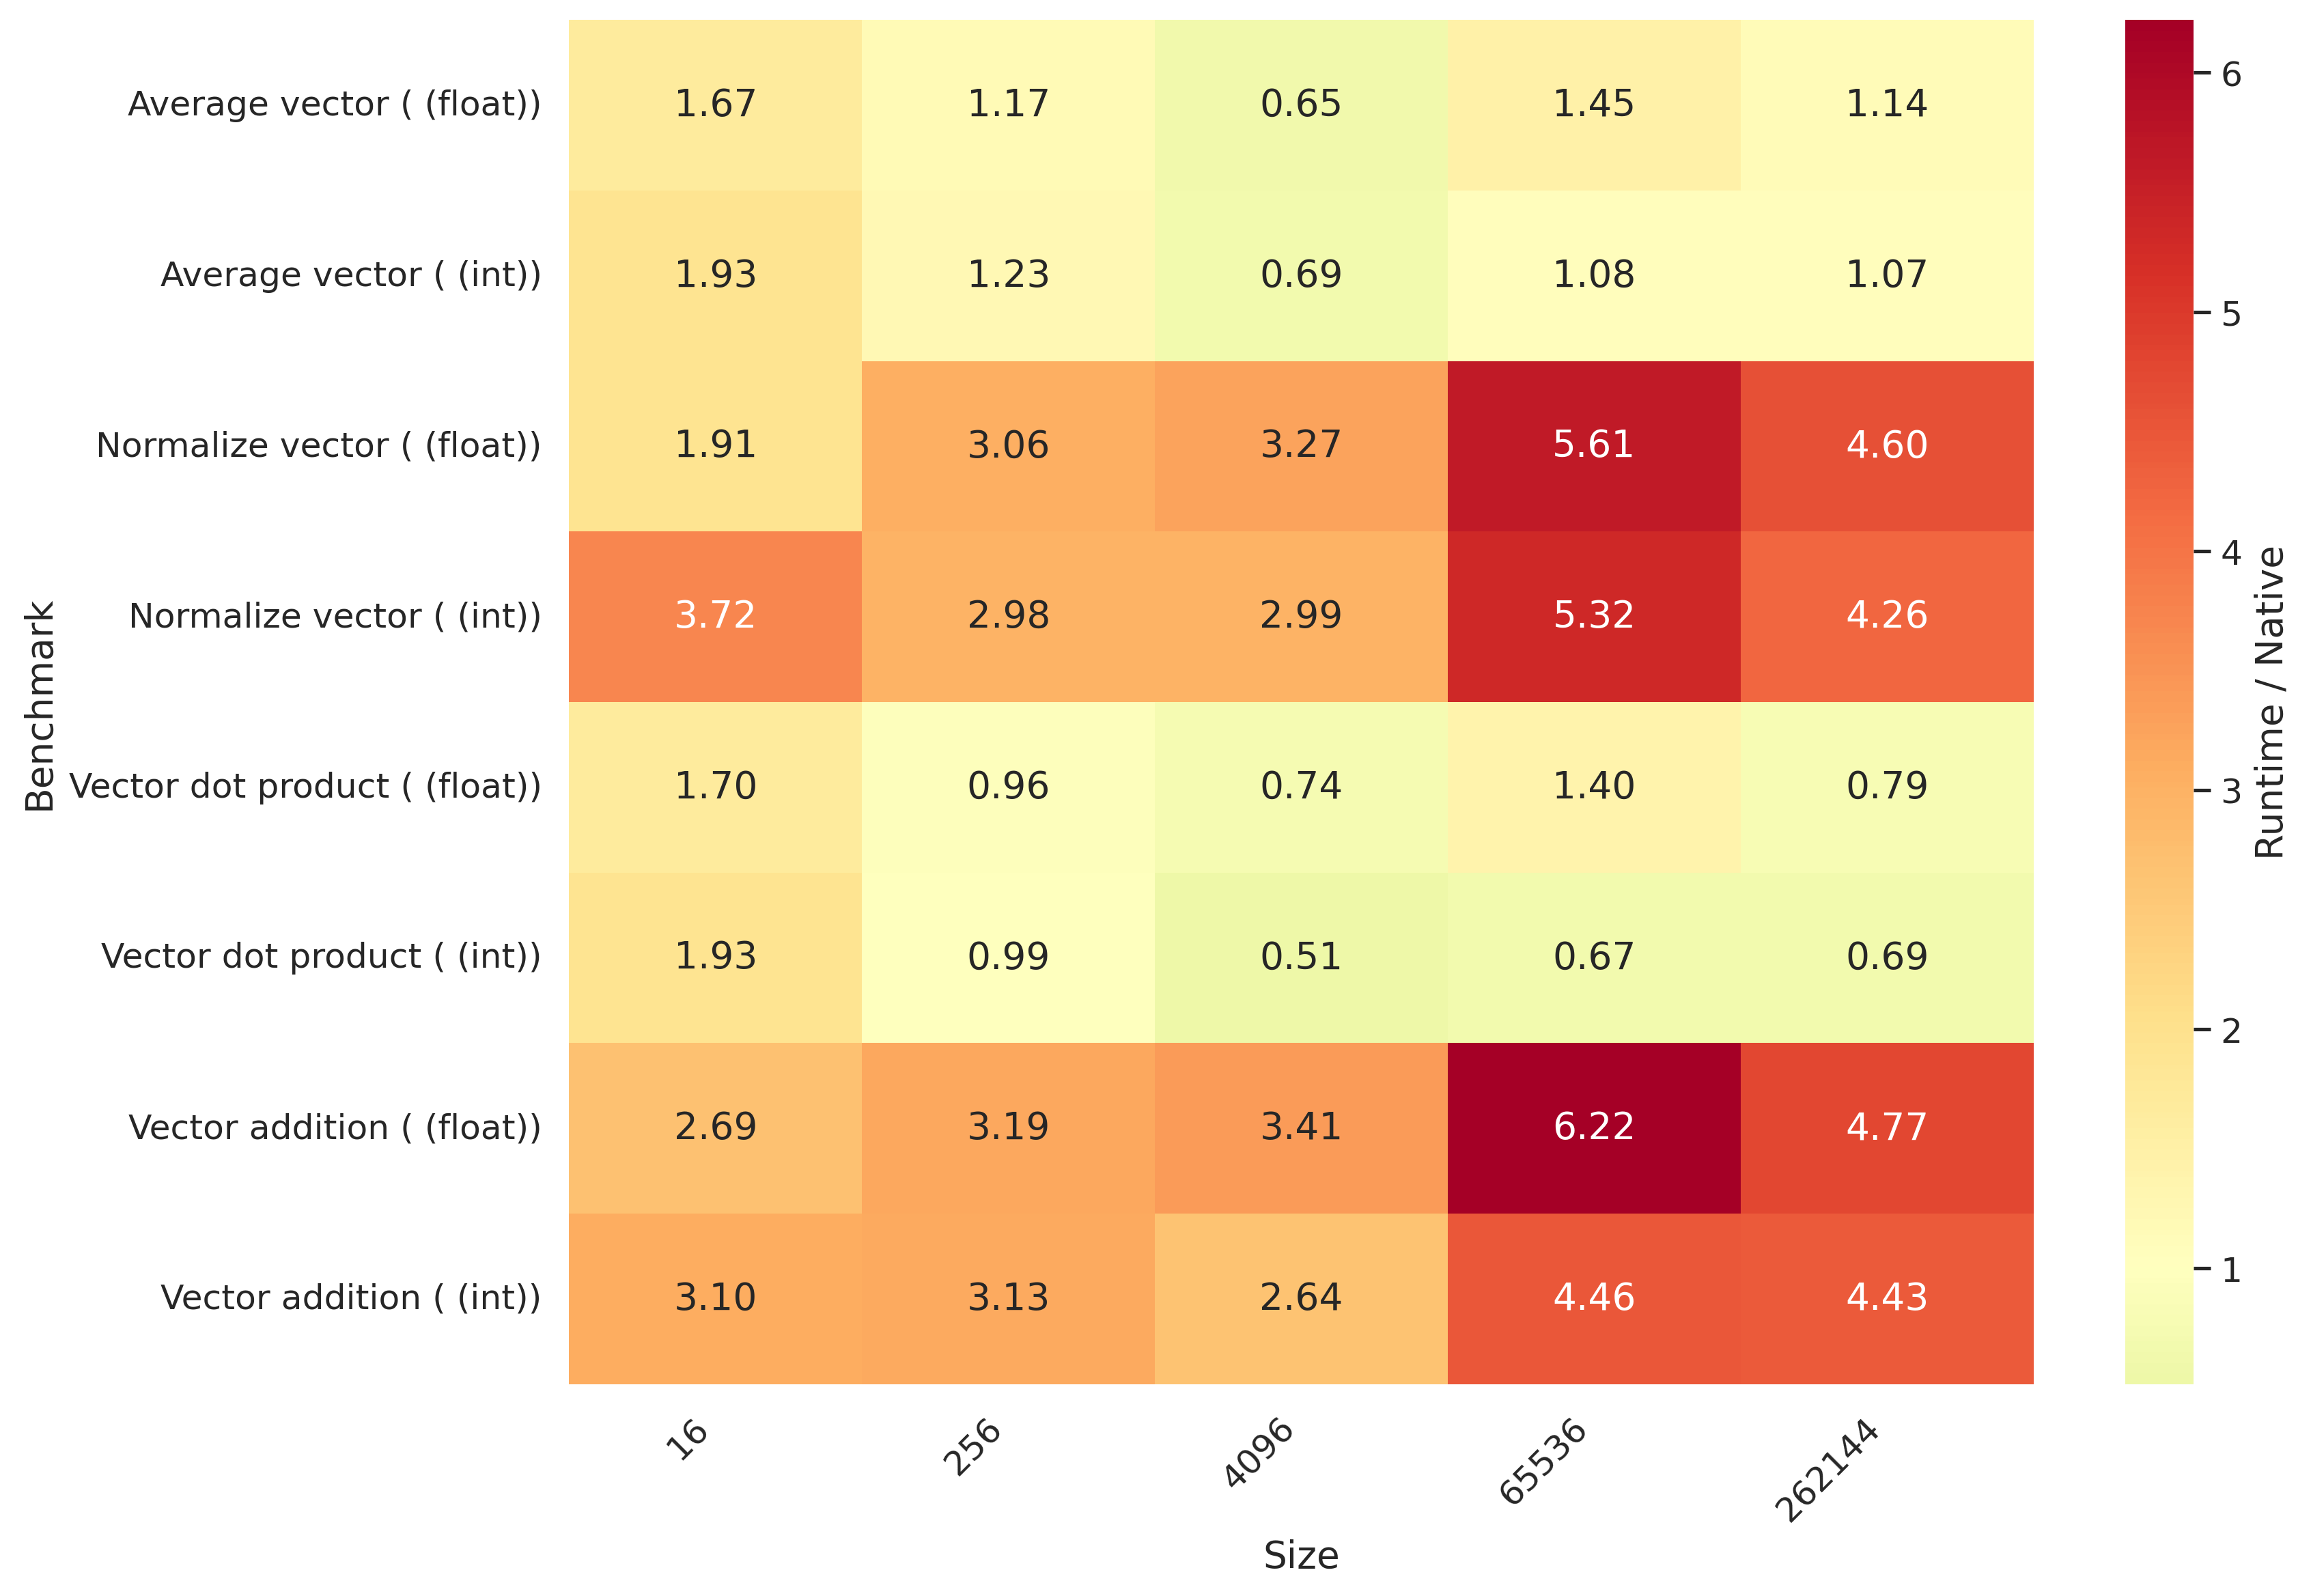 Average vector ( (float)) 1.67 1.17 0.65 1.45 1.14
Average vector ( (int)) 1.93 1.23 0.69 1.08 1.07
Normalize vector ( (float)) 1.91 3.06 3.27 5.61 4.60
Normalize vector ( (int)) 3.72 2.98 2.99 5.32 4.26
Vector dot product ( (float)) 1.70 0.96 0.74 1.40 0.79
Vector dot product ( (int)) 1.93 0.99 0.51 0.67 0.69
Vector addition ( (float)) 2.69 3.19 3.41 6.22 4.77
Vector addition ( (int)) 3.10 3.13 2.64 4.46 4.43
Benchmark
16 256 4096 65536 262144
Size
6
5
4
3
2
1
Runtime / Native